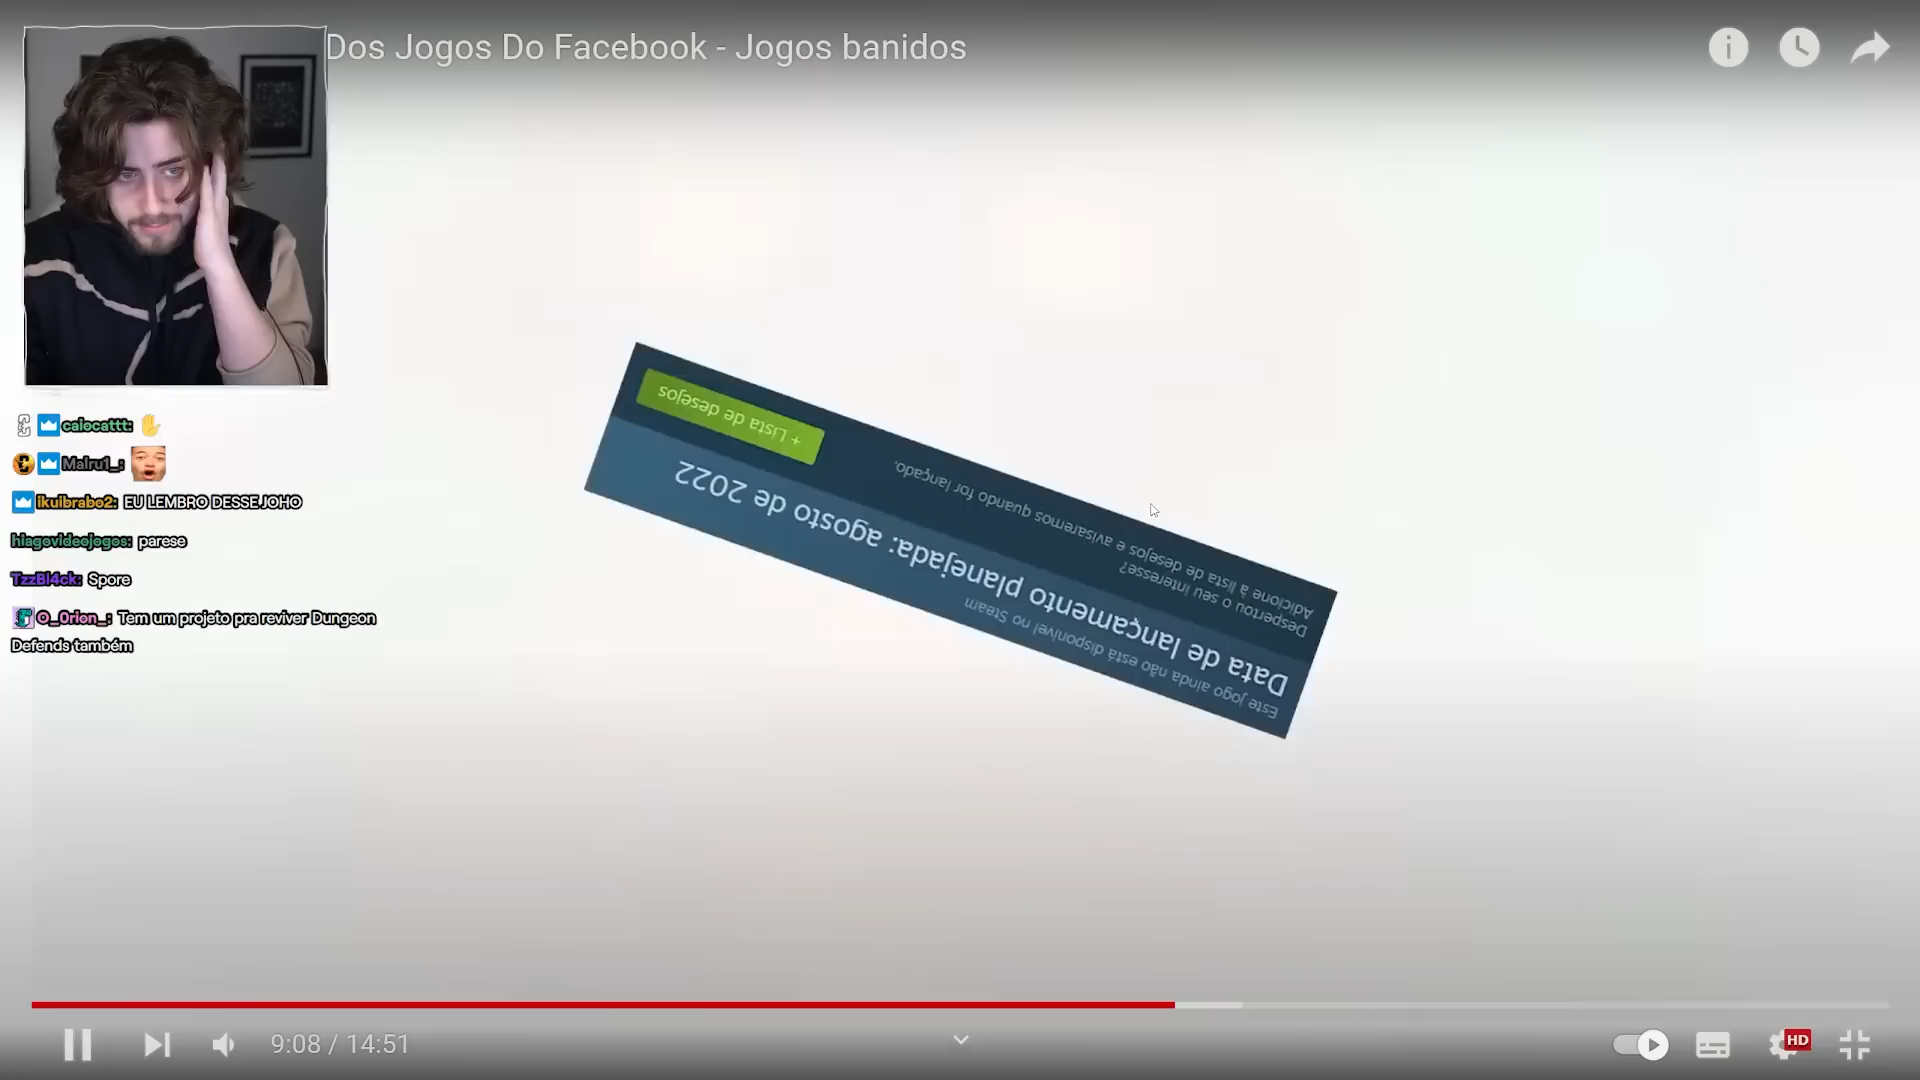 Dos Jogos Do Facebook - Jogos banidos
caiocattt:
Malru1_:
ikuibrabo2: EU LEMBRO DESSE JOHO
hiagovideojogos: parese
TzzBl4ck: Spore
O_0rion_: Tem um projeto pra reviver Dungeon
Defends também
Este jogo ainda não está disponível no Steam
Data de lançamento planejada: agosto de 2022
Despertou o seu interesse?
Adicione à lista de desejos e avisaremos quando for lançado.
+ Lista de desejos
9:08 / 14:51
HD